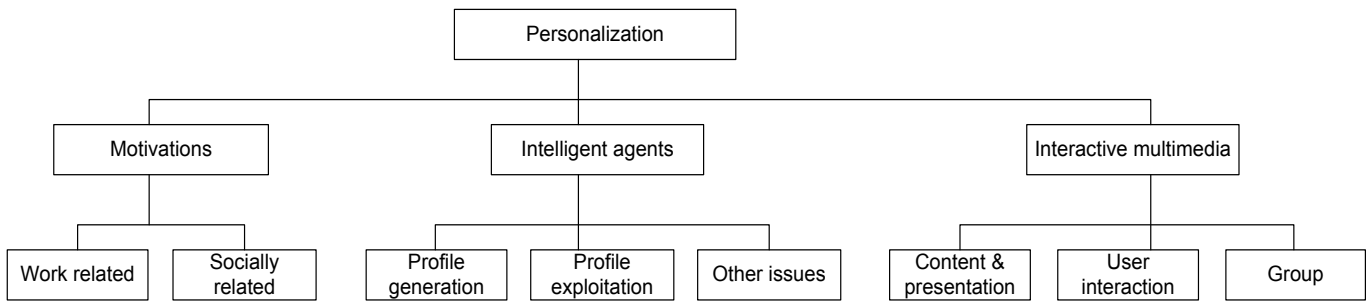 Personalization
Motivations
Intelligent agents
Interactive multimedia
Work related
Socially
related
Profile
generation
Profile
exploitation
Other issues
Content &
presentation
User
interaction
Group